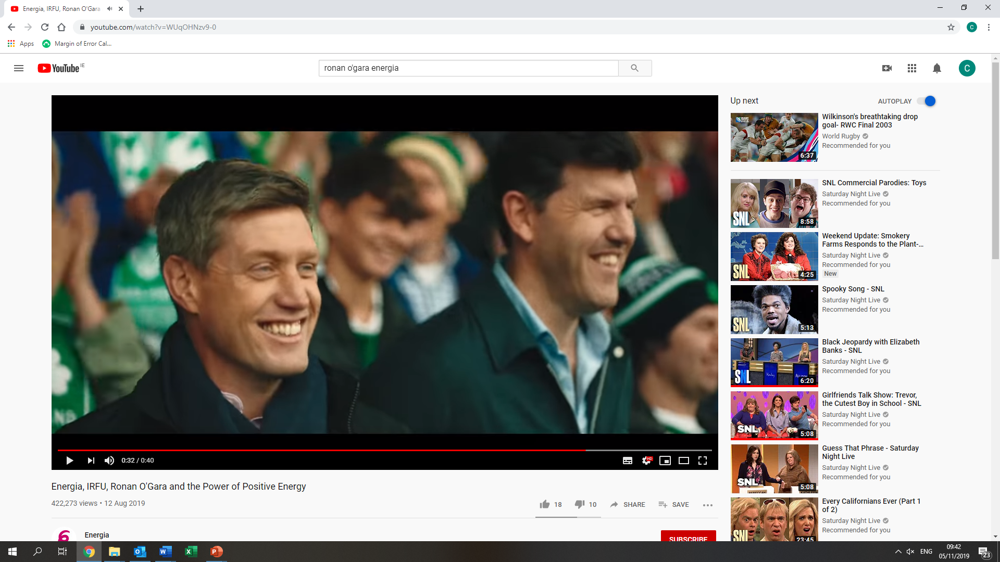 Energia, IRFU, Ronan O'Gara
youtube.com/watch?v=WUqOHNzv9-0
C
Apps
Margin of Error Cal...
YouTube IE
ronan o'gara energia
C
Up next
AUTOPLAY
Wilkinson's breathtaking drop
goal- RWC Final 2003
World Rugby
Recommended for you
6:37
SNL Commercial Parodies: Toys
Saturday Night Live
Recommended for you
SNL
8:58
Weekend Update: Smokery
Farms Responds to the Plant-...
Saturday Night Live
Recommended for you
New
SNL
4:25
Spooky Song - SNL
Saturday Night Live
Recommended for you
SNL
5:13
Black Jeopardy with Elizabeth
Banks - SNL
Saturday Night Live
Recommended for you
SNL
6:20
Girlfriends Talk Show: Trevor,
the Cutest Boy in School - SNL
Saturday Night Live
Recommended for you
SNL
5:08
Guess That Phrase - Saturday
Night Live
Saturday Night Live
Recommended for you
SNL
5:08
Every Californians Ever (Part 1
of 2)
Saturday Night Live
Recommended for you
SNL
23:45
0:32 / 0:40
HD
Energia, IRFU, Ronan O'Gara and the Power of Positive Energy
422,273 views • 12 Aug 2019
18
10
SHARE
SAVE
Energia
SUBSCRIBE
ENG
09:42
05/11/2019
23